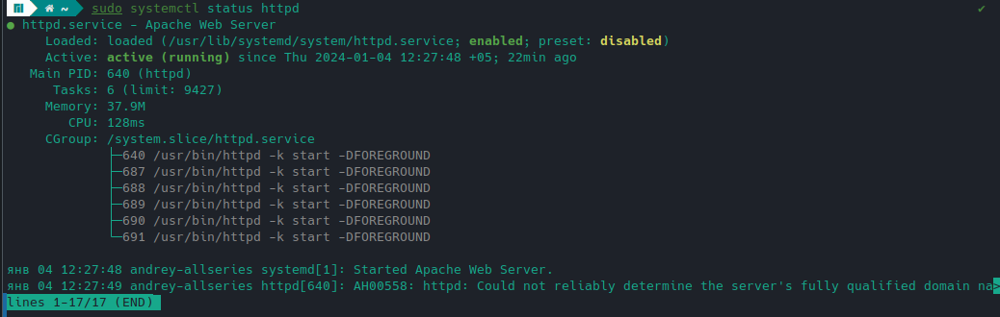 ~ sudo systemctl status httpd ✔
● httpd.service - Apache Web Server
Loaded: loaded (/usr/lib/systemd/system/httpd.service; enabled; preset: disabled)
Active: active (running) since Thu 2024-01-04 12:27:48 +05; 22min ago
Main PID: 640 (httpd)
Tasks: 6 (limit: 9427)
Memory: 37.9M
CPU: 128ms
CGroup: /system.slice/httpd.service
├─640 /usr/bin/httpd -k start -DFOREGROUND
├─687 /usr/bin/httpd -k start -DFOREGROUND
├─688 /usr/bin/httpd -k start -DFOREGROUND
├─689 /usr/bin/httpd -k start -DFOREGROUND
├─690 /usr/bin/httpd -k start -DFOREGROUND
└─691 /usr/bin/httpd -k start -DFOREGROUND
янв 04 12:27:48 andrey-allseries systemd[1]: Started Apache Web Server.
янв 04 12:27:49 andrey-allseries httpd[640]: AH00558: httpd: Could not reliably determine the server's fully qualified domain na>
lines 1-17/17 (END)